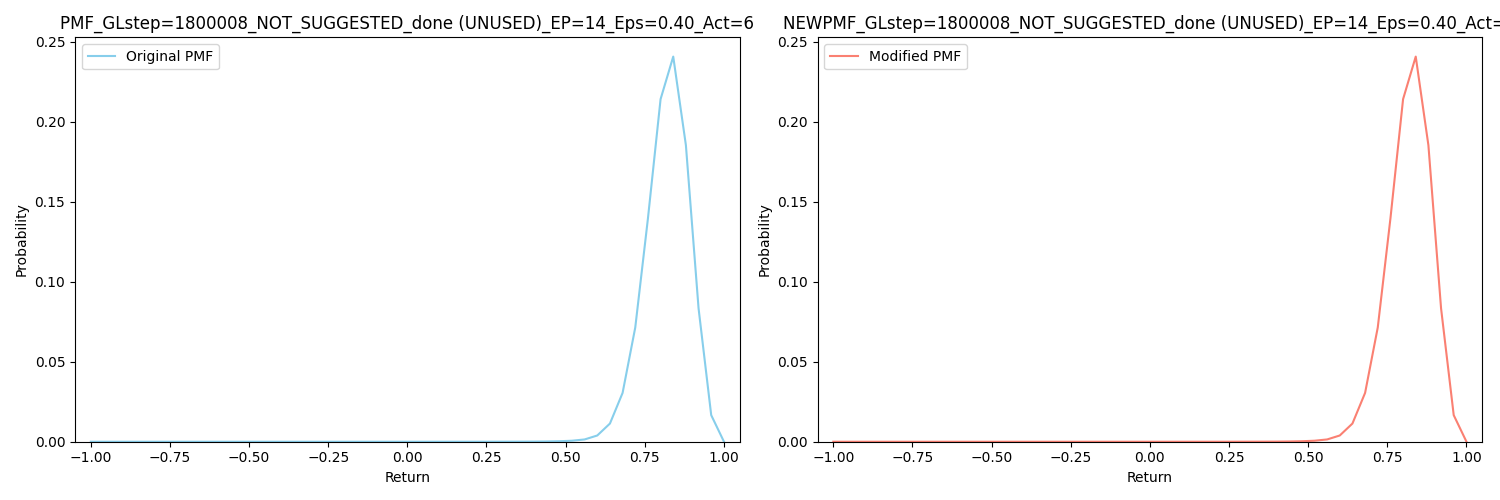 PMF_GLstep=1800008_NOT_SUGGESTED_done (UNUSED)_EP=14_Eps=0.40_Act=6
Original PMF
0.25
0.20
0.15
0.10
0.05
0.00
Probability
−1.00 −0.75 −0.50 −0.25 0.00 0.25 0.50 0.75 1.00
Return
NEWPMF_GLstep=1800008_NOT_SUGGESTED_done (UNUSED)_EP=14_Eps=0.40_Act=
Modified PMF
0.25
0.20
0.15
0.10
0.05
0.00
Probability
−1.00 −0.75 −0.50 −0.25 0.00 0.25 0.50 0.75 1.00
Return